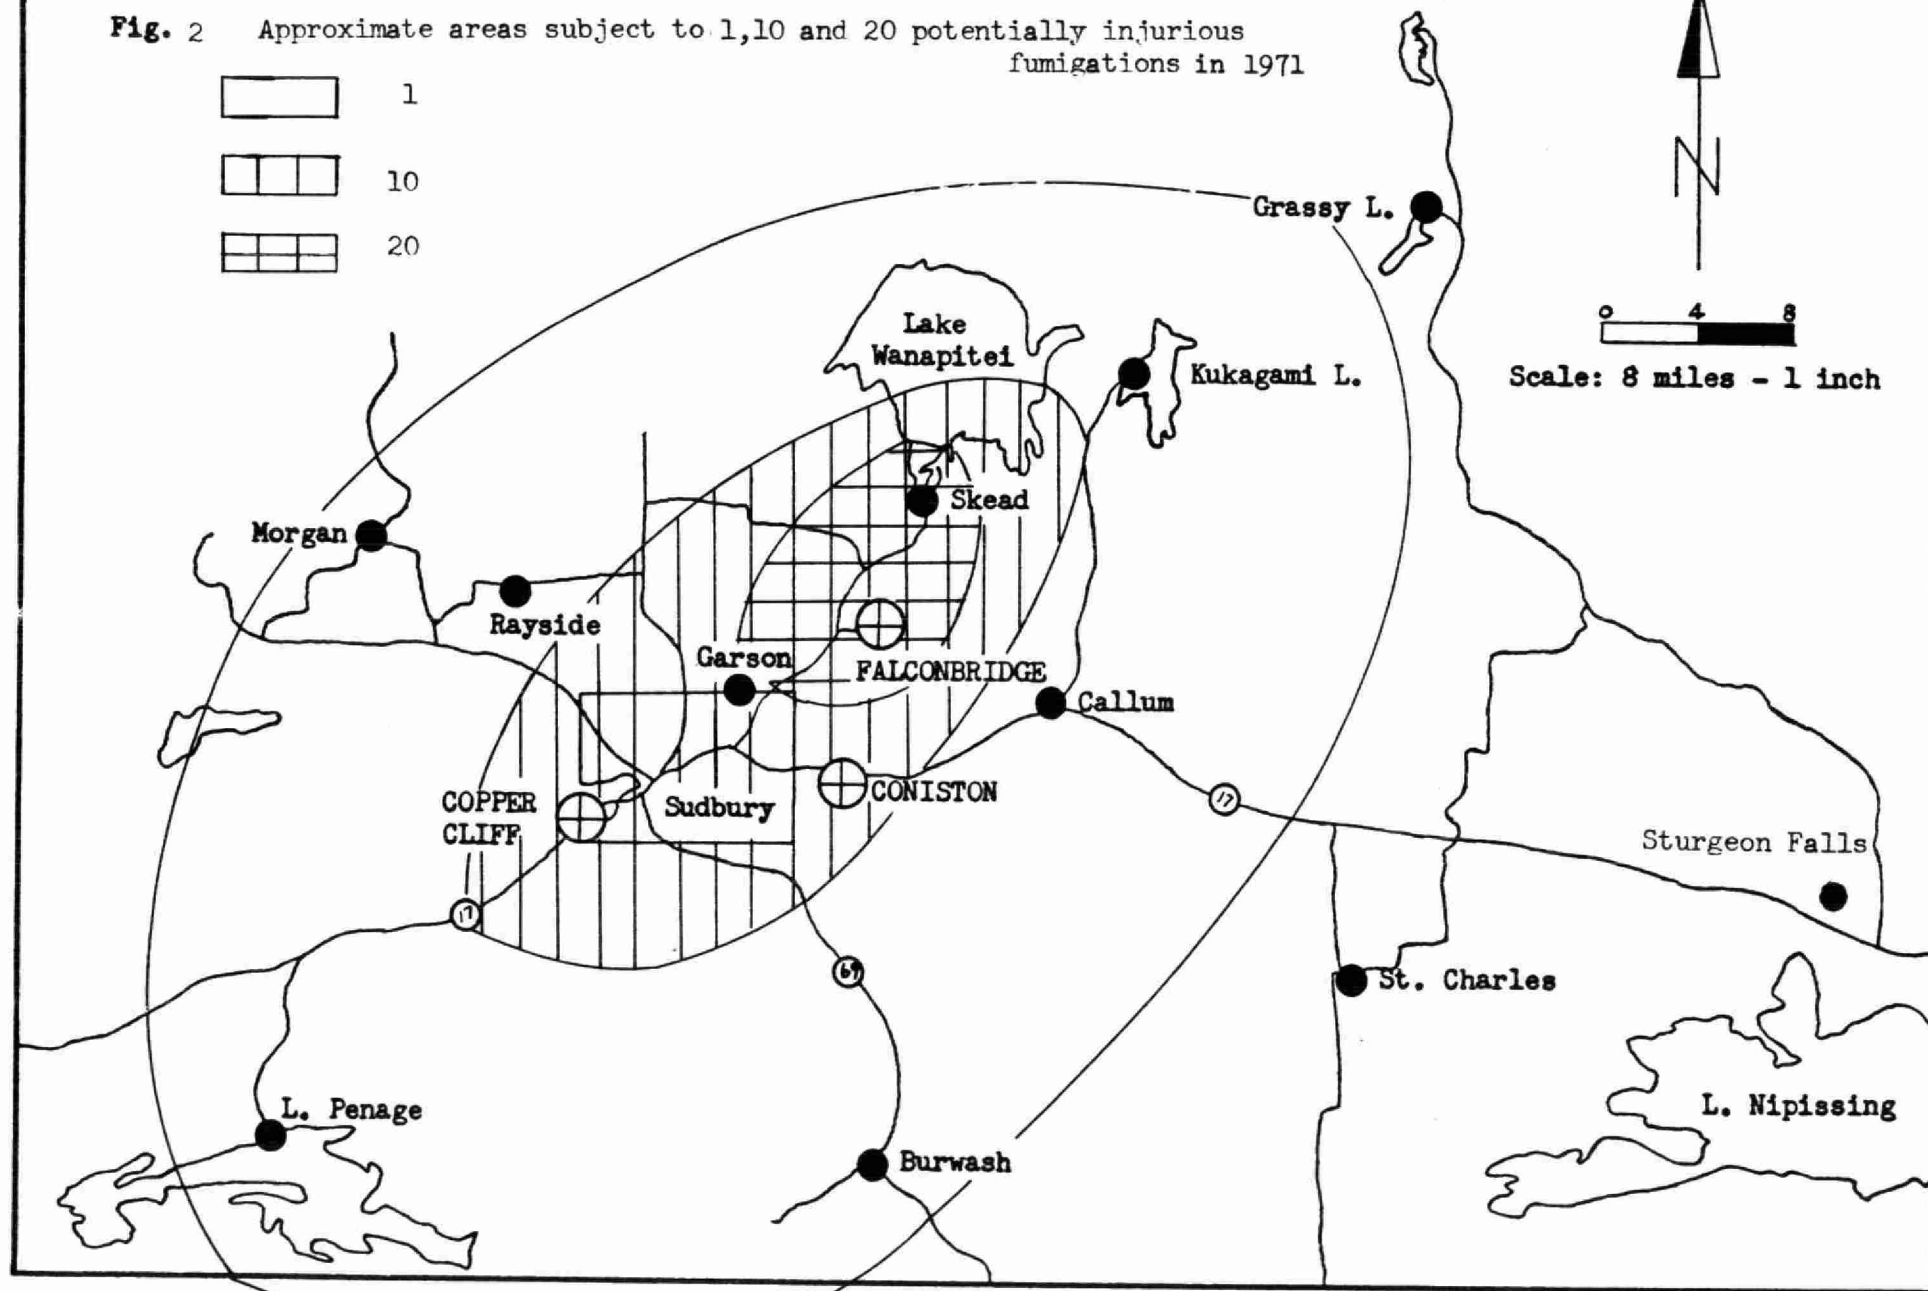 Fig. 2 Approximate areas subject to 1,10 and 20 potentially injurious
fumigations in 1971
1
10
20
N
Grassy L.
0 4 8
Scale: 8 miles - 1 inch
Lake
Wanapitei
Kukagami L.
Skead
Morgan
Rayside
Garson
FALCONBRIDGE
Callum
COPPER
CLIFF
Sudbury
CONISTON
17
Sturgeon Falls
17
69
St. Charles
L. Penage
L. Nipissing
Burwash